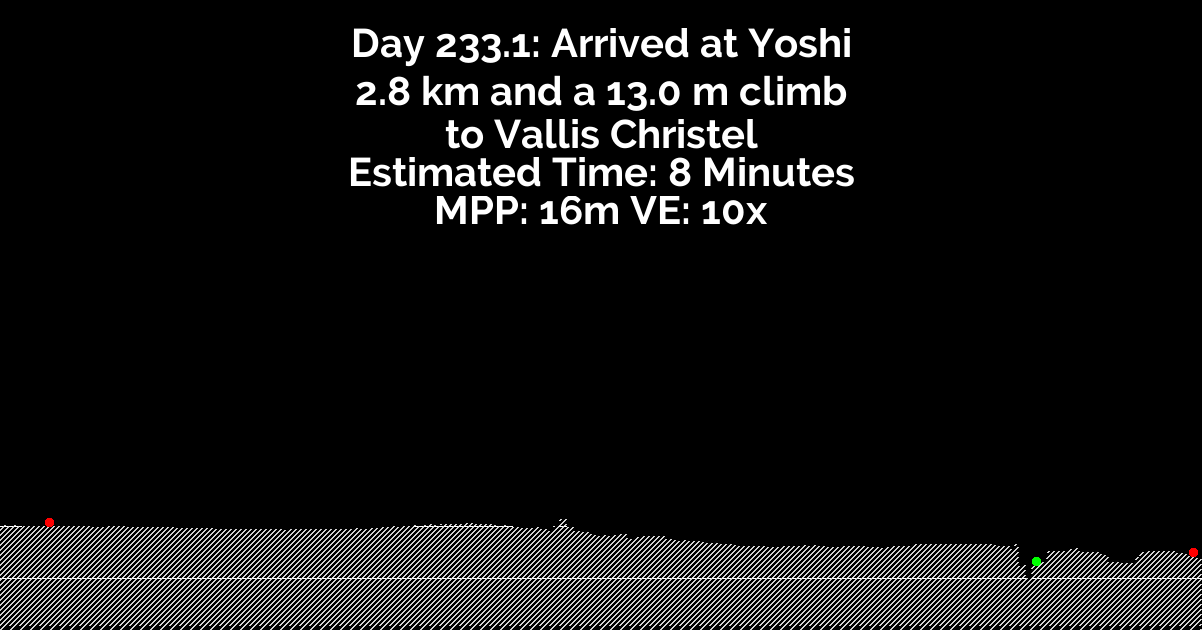 Day 233.1: Arrived at Yoshi
2.8 km and a 13.0 m climb
to Vallis Christel
Estimated Time: 8 Minutes
MPP: 16m VE: 10x